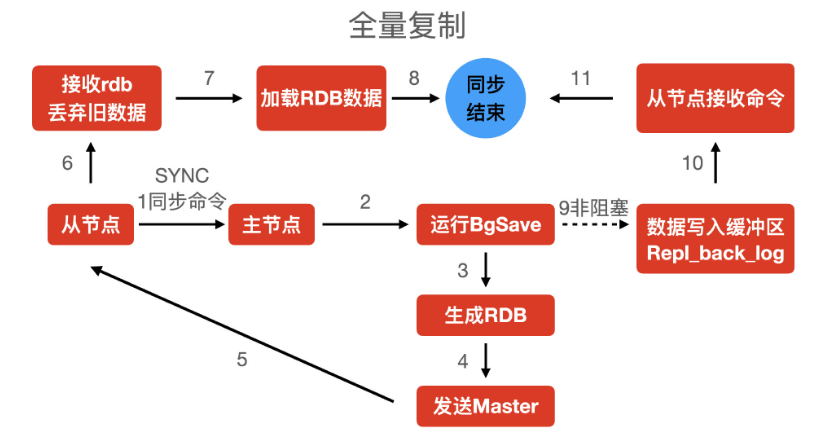 全量复制
接收rdb
丢弃旧数据
7
加载RDB数据
8
同步
结束
11
从节点接收命令
6
SYNC
1同步命令
2
9非阻塞
10
从节点
主节点
运行BgSave
数据写入缓冲区
Repl_back_log
3
生成RDB
5
4
发送Master